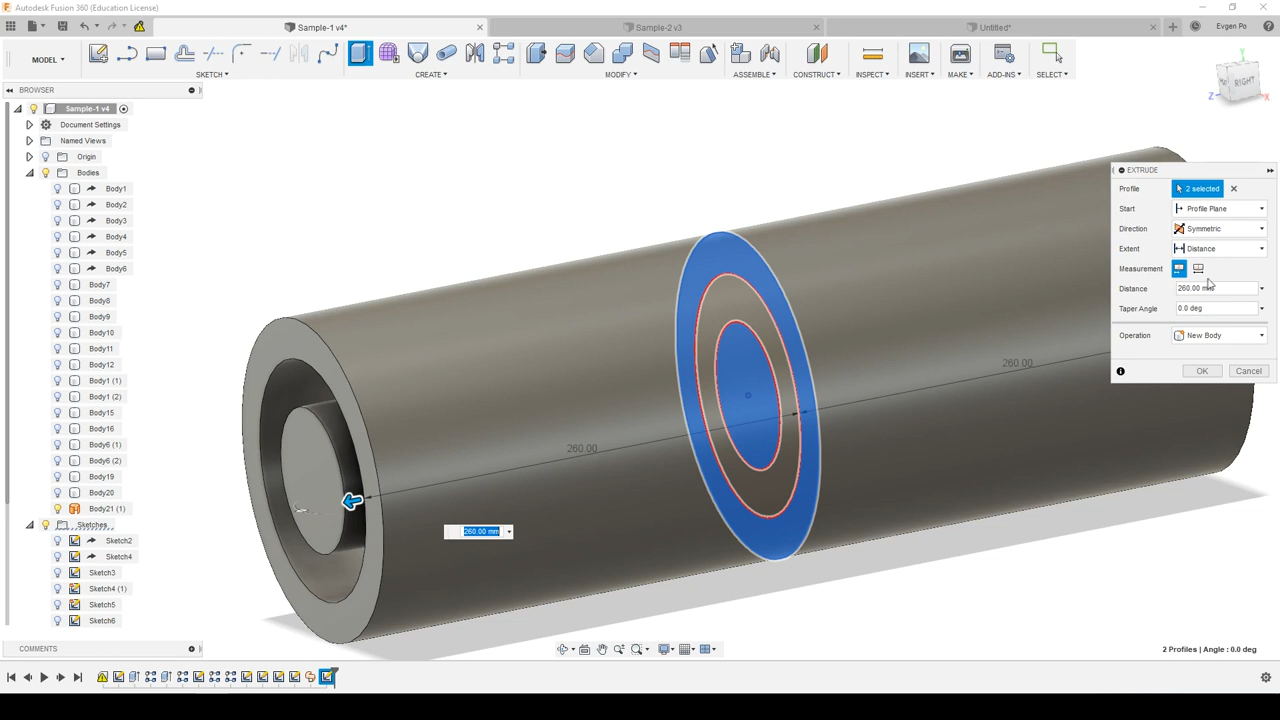 Autodesk Fusion 360 (Education License)
Sample-1 v4*
Sample-2 v3
Untitled*
Evgen Po
MODEL
SKETCH
CREATE
MODIFY
ASSEMBLE
CONSTRUCT
INSPECT
INSERT
MAKE
ADD-INS
SELECT
BROWSER
Sample-1 v4
Document Settings
Named Views
Origin
Bodies
Body1
Body2
Body3
Body4
Body5
Body6
Body7
Body8
Body9
Body10
Body11
Body12
Body1 (1)
Body1 (2)
Body15
Body16
Body6 (1)
Body6 (2)
Body19
Body20
Body21 (1)
Sketches
Sketch2
Sketch4
Sketch3
Sketch4 (1)
Sketch5
Sketch6
COMMENTS
Y
RIGHT
Z
X
EXTRUDE
Profile 2 selected
Start Profile Plane
Direction Symmetric
Extent Distance
Measurement
Distance 260.00 mm
Taper Angle 0.0 deg
Operation New Body
OK Cancel
260.00
260.00
260.00 mm
2 Profiles | Angle : 0.0 deg